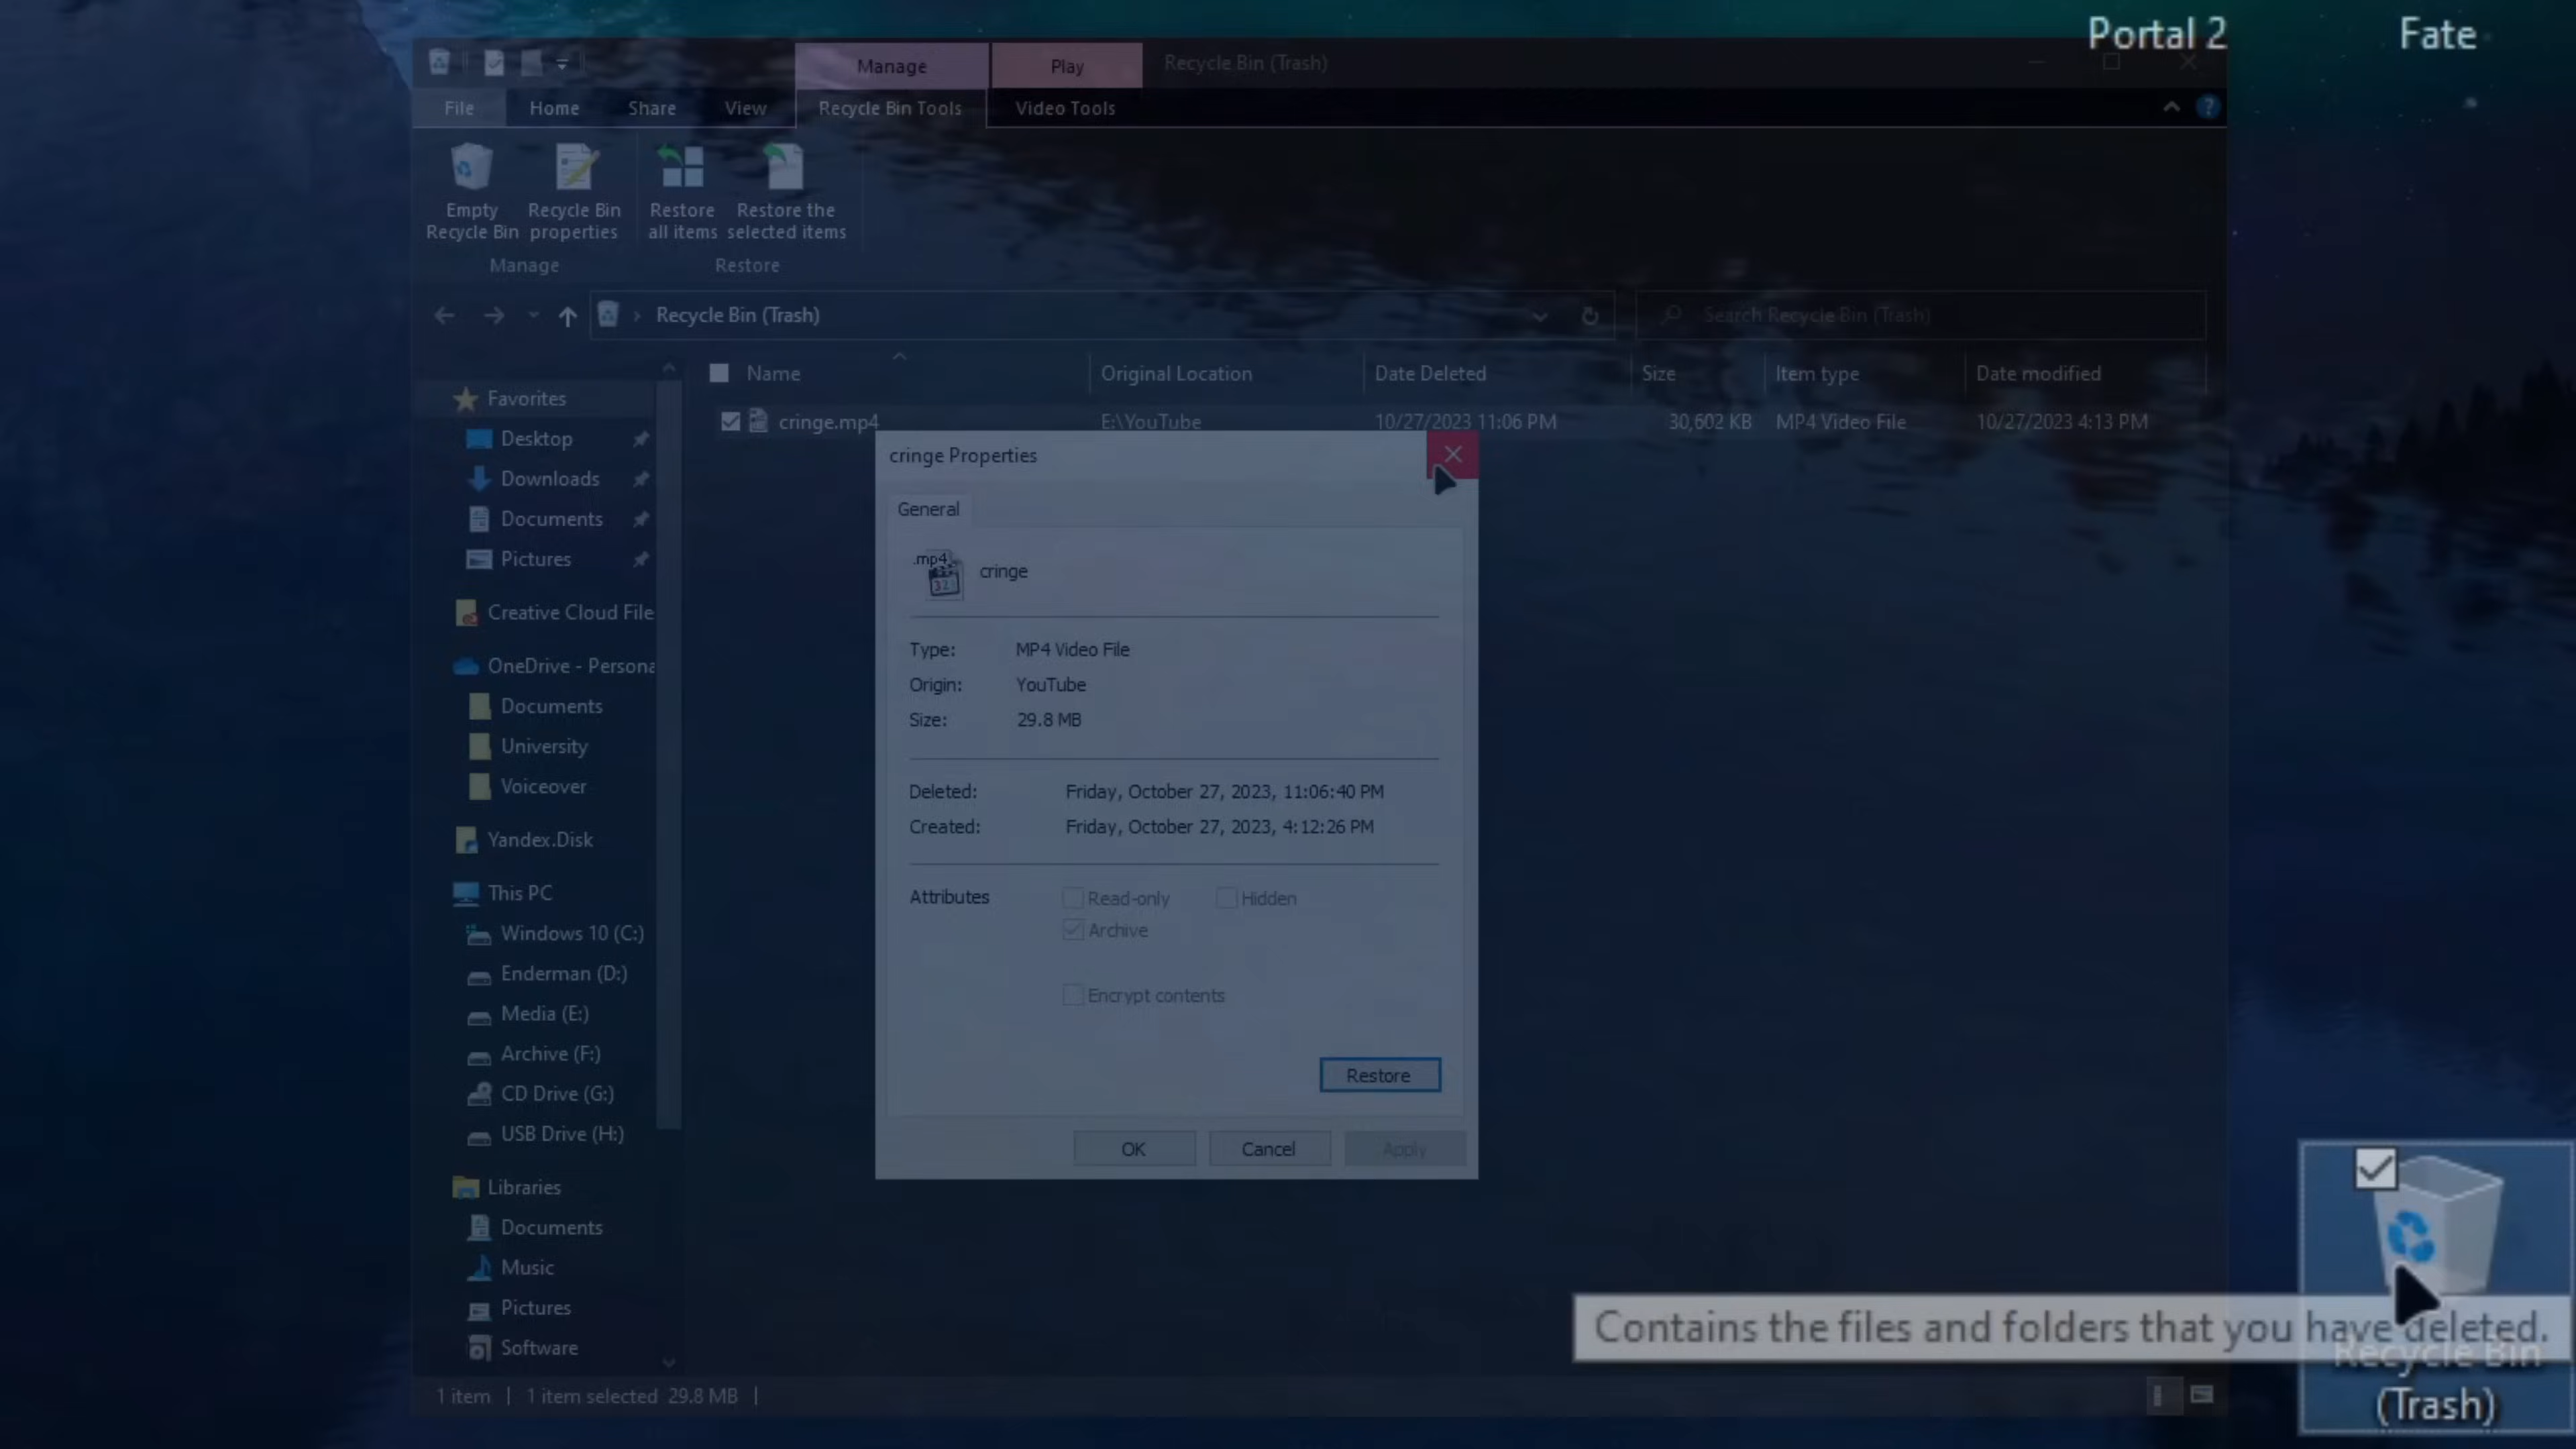 Portal 2
Fate
Manage
Play
Recycle Bin (Trash)
File
Home
Share
View
Recycle Bin Tools
Video Tools
Empty
Recycle Bin
Recycle Bin
properties
Restore
all items
Restore the
selected items
Manage
Restore
Recycle Bin (Trash)
Search Recycle Bin (Trash)
Name
Original Location
Date Deleted
Size
Item type
Date modified
cringe.mp4
E:\YouTube
10/27/2023 11:06 PM
30,602 KB
MP4 Video File
10/27/2023 4:13 PM
Favorites
Desktop
Downloads
Documents
Pictures
Creative Cloud File
OneDrive - Persona
Documents
University
Voiceover
Yandex.Disk
This PC
Windows 10 (C:)
Enderman (D:)
Media (E:)
Archive (F:)
CD Drive (G:)
USB Drive (H:)
Libraries
Documents
Music
Pictures
Software
cringe Properties
General
.mp4
321
cringe
Type: MP4 Video File
Origin: YouTube
Size: 29.8 MB
Deleted: Friday, October 27, 2023, 11:06:40 PM
Created: Friday, October 27, 2023, 4:12:26 PM
Attributes
Read-only
Hidden
Archive
Encrypt contents
Restore
OK
Cancel
Apply
1 item
1 item selected 29.8 MB
Contains the files and folders that you have deleted.
Recycle Bin
(Trash)